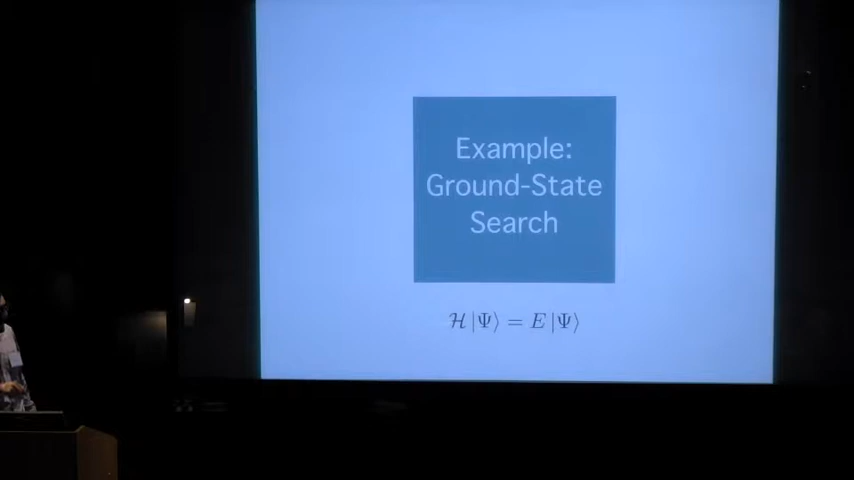 Example:
Ground-State
Search
ℋ|Ψ⟩ = E|Ψ⟩